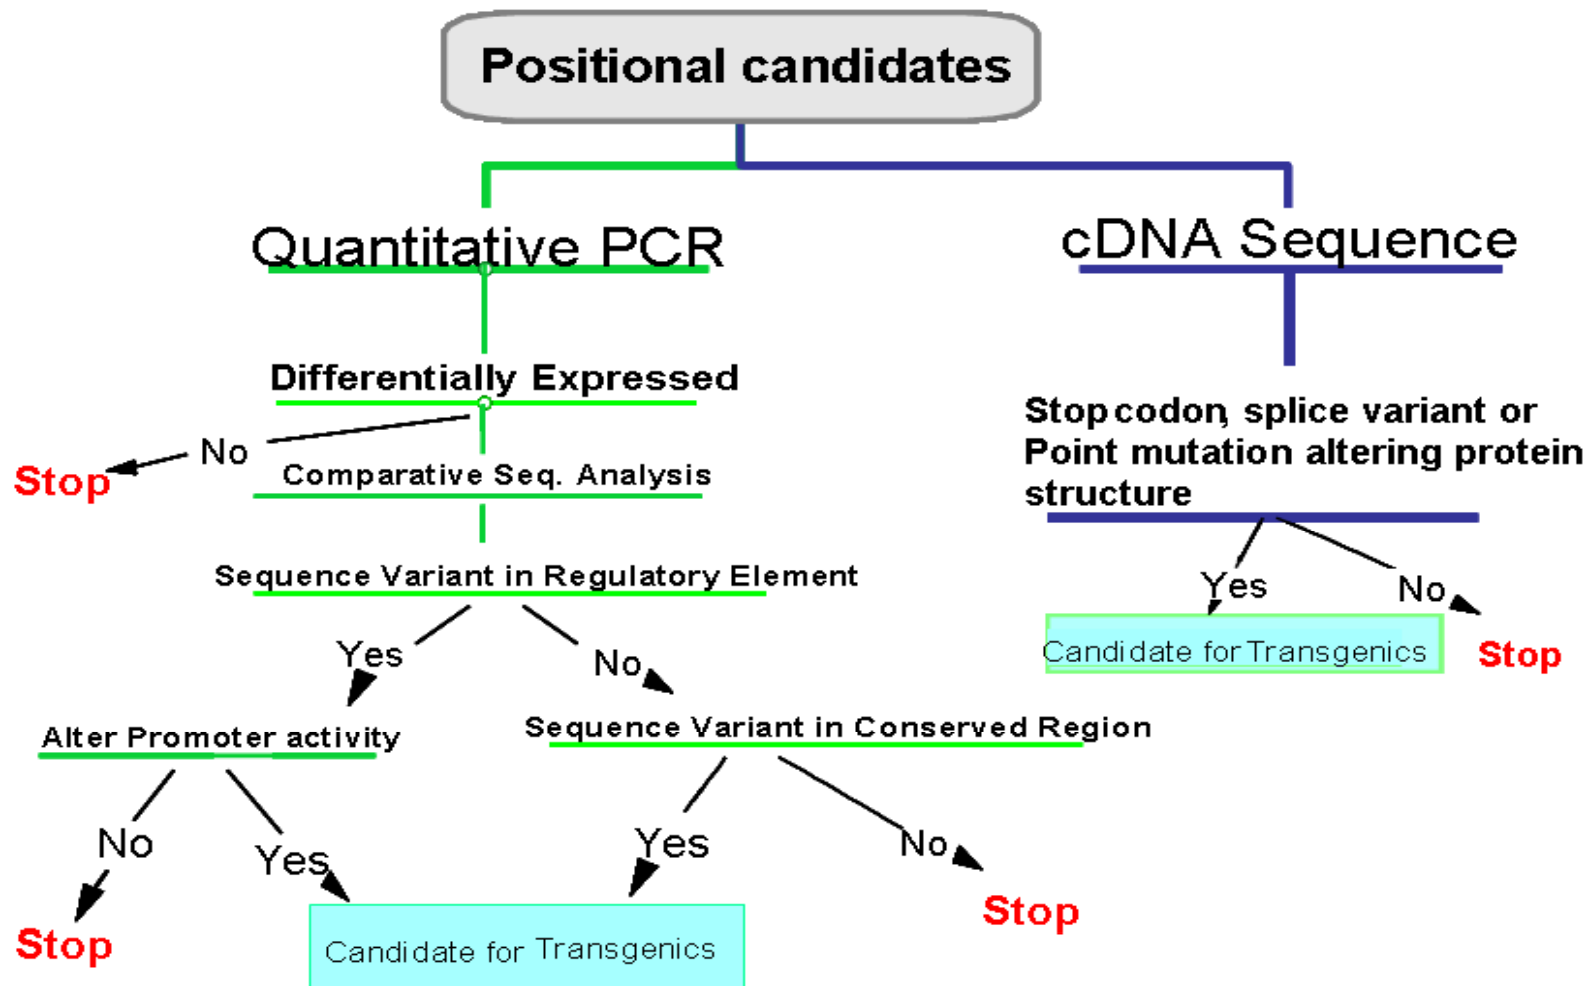 Positional candidates
Quantitative PCR
cDNA Sequence
Differentially Expressed
No
Stop
Comparative Seq. Analysis
Stop codon, splice variant or
Point mutation altering protein
structure
Sequence Variant in Regulatory Element
Yes
No
Yes
No
Candidate for Transgenics
Stop
Alter Promoter activity
Sequence Variant in Conserved Region
No
Yes
Yes
No
Stop
Candidate for Transgenics
Stop